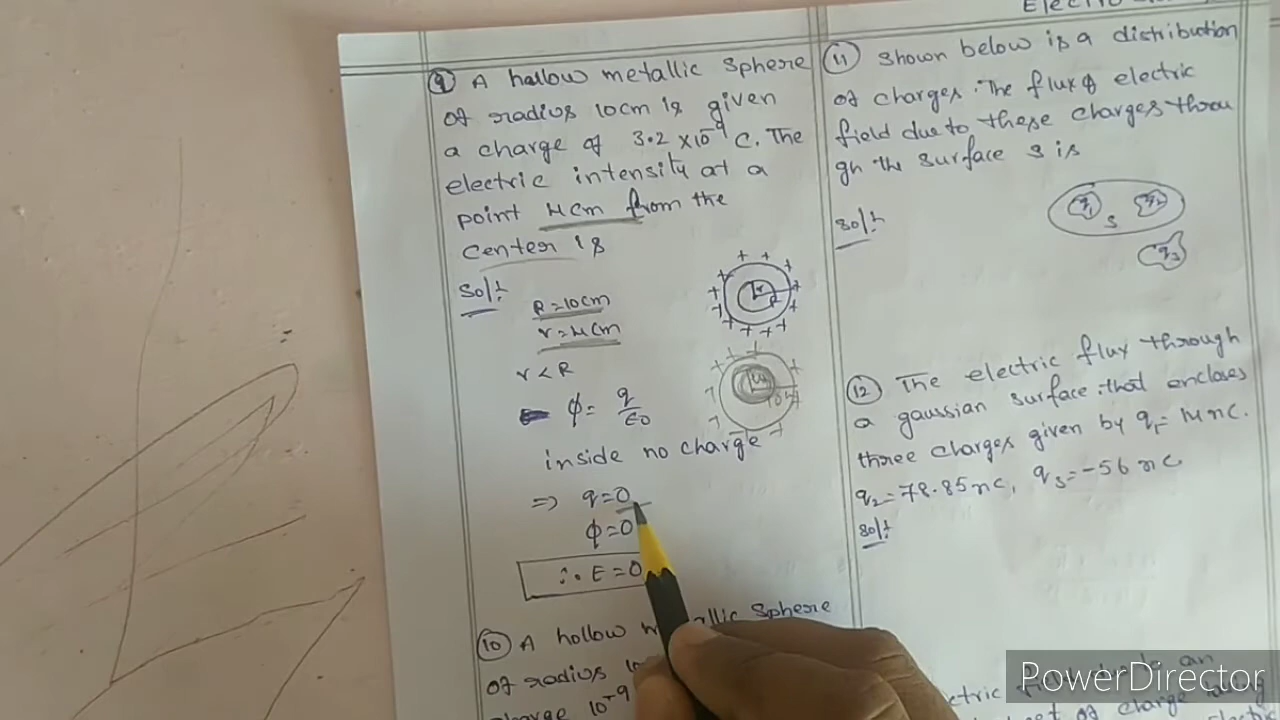 9 A hollow metallic sphere
of radius 10cm is given
a charge of 3.2 ×10⁻⁹ C. The
electric intensity at a
point 4cm from the
center is
Sol:
R=10cm
r=4cm
r < R
ϕ= q/ε0
inside no charge
⇒ q=0
ϕ=0
∴ E=0
10 A hollow sphere
of radius
charge 10⁻⁹
11 Shown below is a distribution
of charges. The flux of electric
field due to these charges throu
gh the surface S is
Sol:
q1 q2
S
q3
12 The electric flux through
a gaussian surface that encloses
three charges given by q1=-14nC.
q2=78.85nC, q3=-56nC
Sol:
of charge
PowerDirector